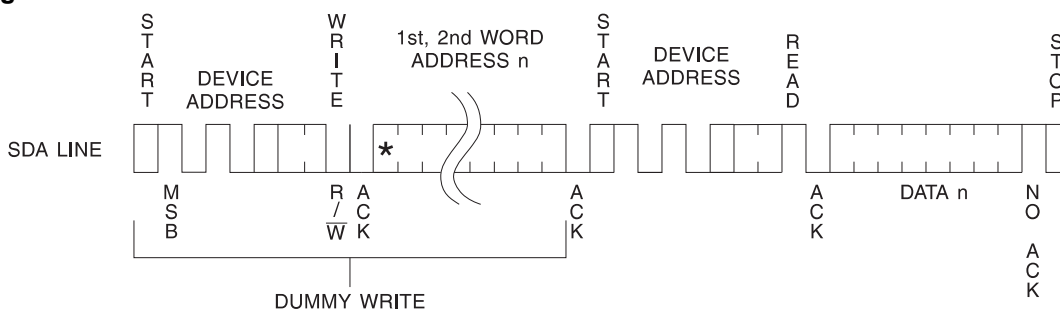 START
WRITE
1st, 2nd WORD
ADDRESS n
START
READ
STOP
DEVICE
ADDRESS
DEVICE
ADDRESS
SDA LINE
*
MSB
R/W
ACK
ACK
ACK
DATA n
NO ACK
DUMMY WRITE